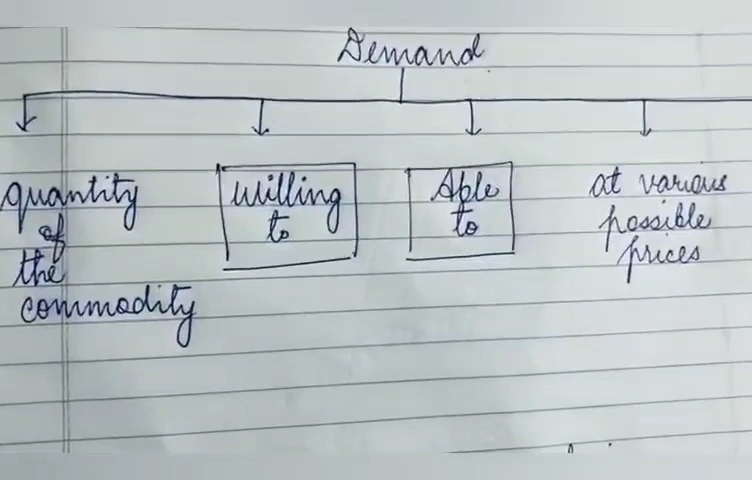 Demand
quantity
of
the
commodity
Willing
to
Able
to
at various
possible
prices